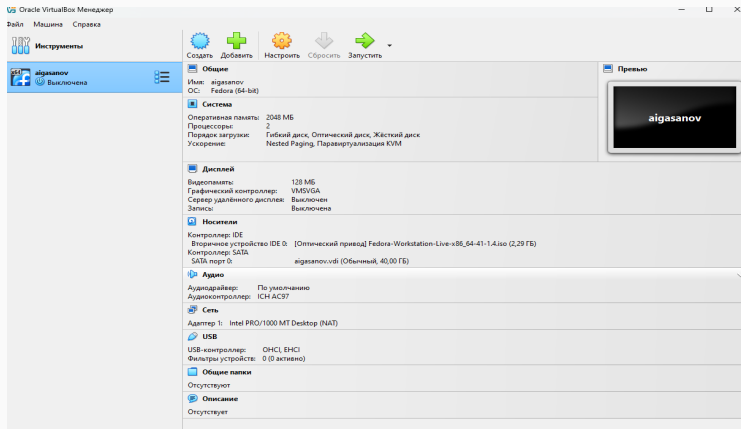 Oracle VirtualBox Менеджер
Файл Машина Справка
Инструменты
Создать Добавить Настроить Сбросить Запустить
x64 aigasanov
Выключена
Общие
Имя: aigasanov
ОС: Fedora (64-bit)
Превью
aigasanov
Система
Оперативная память: 2048 МБ
Процессоры: 2
Порядок загрузки: Гибкий диск, Оптический диск, Жёсткий диск
Ускорение: Nested Paging, Паравиртуализация KVM
Дисплей
Видеопамять: 128 МБ
Графический контроллер: VMSVGA
Сервер удалённого дисплея: Выключен
Запись: Выключена
Носители
Контроллер: IDE
Вторичное устройство IDE 0: [Оптический привод] Fedora-Workstation-Live-x86_64-41-1.4.iso (2,29 ГБ)
Контроллер: SATA
SATA порт 0: aigasanov.vdi (Обычный, 40,00 ГБ)
Аудио
Аудиодрайвер: По умолчанию
Аудиоконтроллер: ICH AC97
Сеть
Адаптер 1: Intel PRO/1000 MT Desktop (NAT)
USB
USB-контроллер: OHCI, EHCI
Фильтры устройств: 0 (0 активно)
Общие папки
Отсутствуют
Описание
Отсутствует